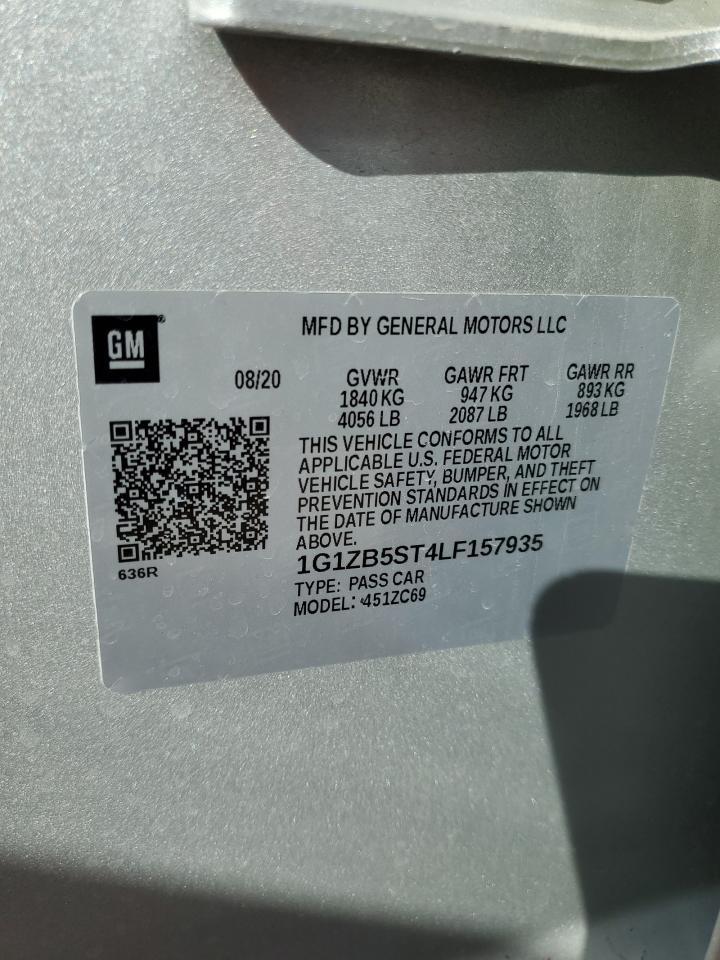 GM®
MFD BY GENERAL MOTORS LLC
08/20
GVWR GAWR FRT GAWR RR
1840 KG 947 KG 893 KG
4056 LB 2087 LB 1968 LB
THIS VEHICLE CONFORMS TO ALL
APPLICABLE U.S. FEDERAL MOTOR
VEHICLE SAFETY, BUMPER, AND THEFT
PREVENTION STANDARDS IN EFFECT ON
THE DATE OF MANUFACTURE SHOWN
ABOVE.
636R
1G1ZB5ST4LF157935
TYPE: PASS CAR
MODEL: 451ZC69